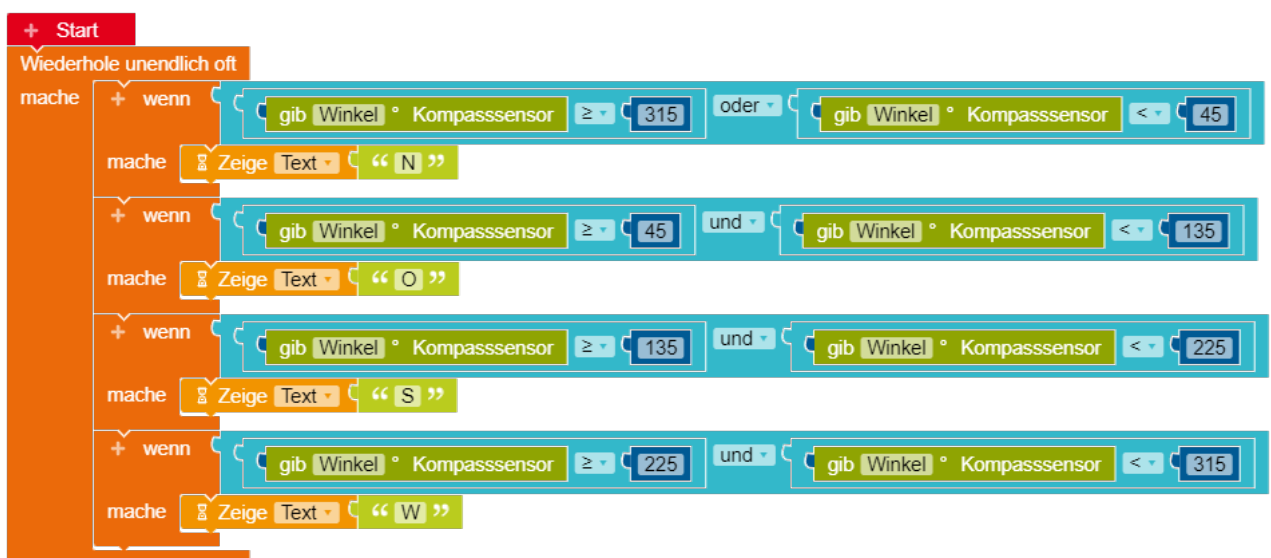 + Start
Wiederhole unendlich oft
mache + wenn gib Winkel ° Kompasssensor ≥ 315 oder gib Winkel ° Kompasssensor < 45
mache Zeige Text “ N ”
+ wenn gib Winkel ° Kompasssensor ≥ 45 und gib Winkel ° Kompasssensor < 135
mache Zeige Text “ O ”
+ wenn gib Winkel ° Kompasssensor ≥ 135 und gib Winkel ° Kompasssensor < 225
mache Zeige Text “ S ”
+ wenn gib Winkel ° Kompasssensor ≥ 225 und gib Winkel ° Kompasssensor < 315
mache Zeige Text “ W ”